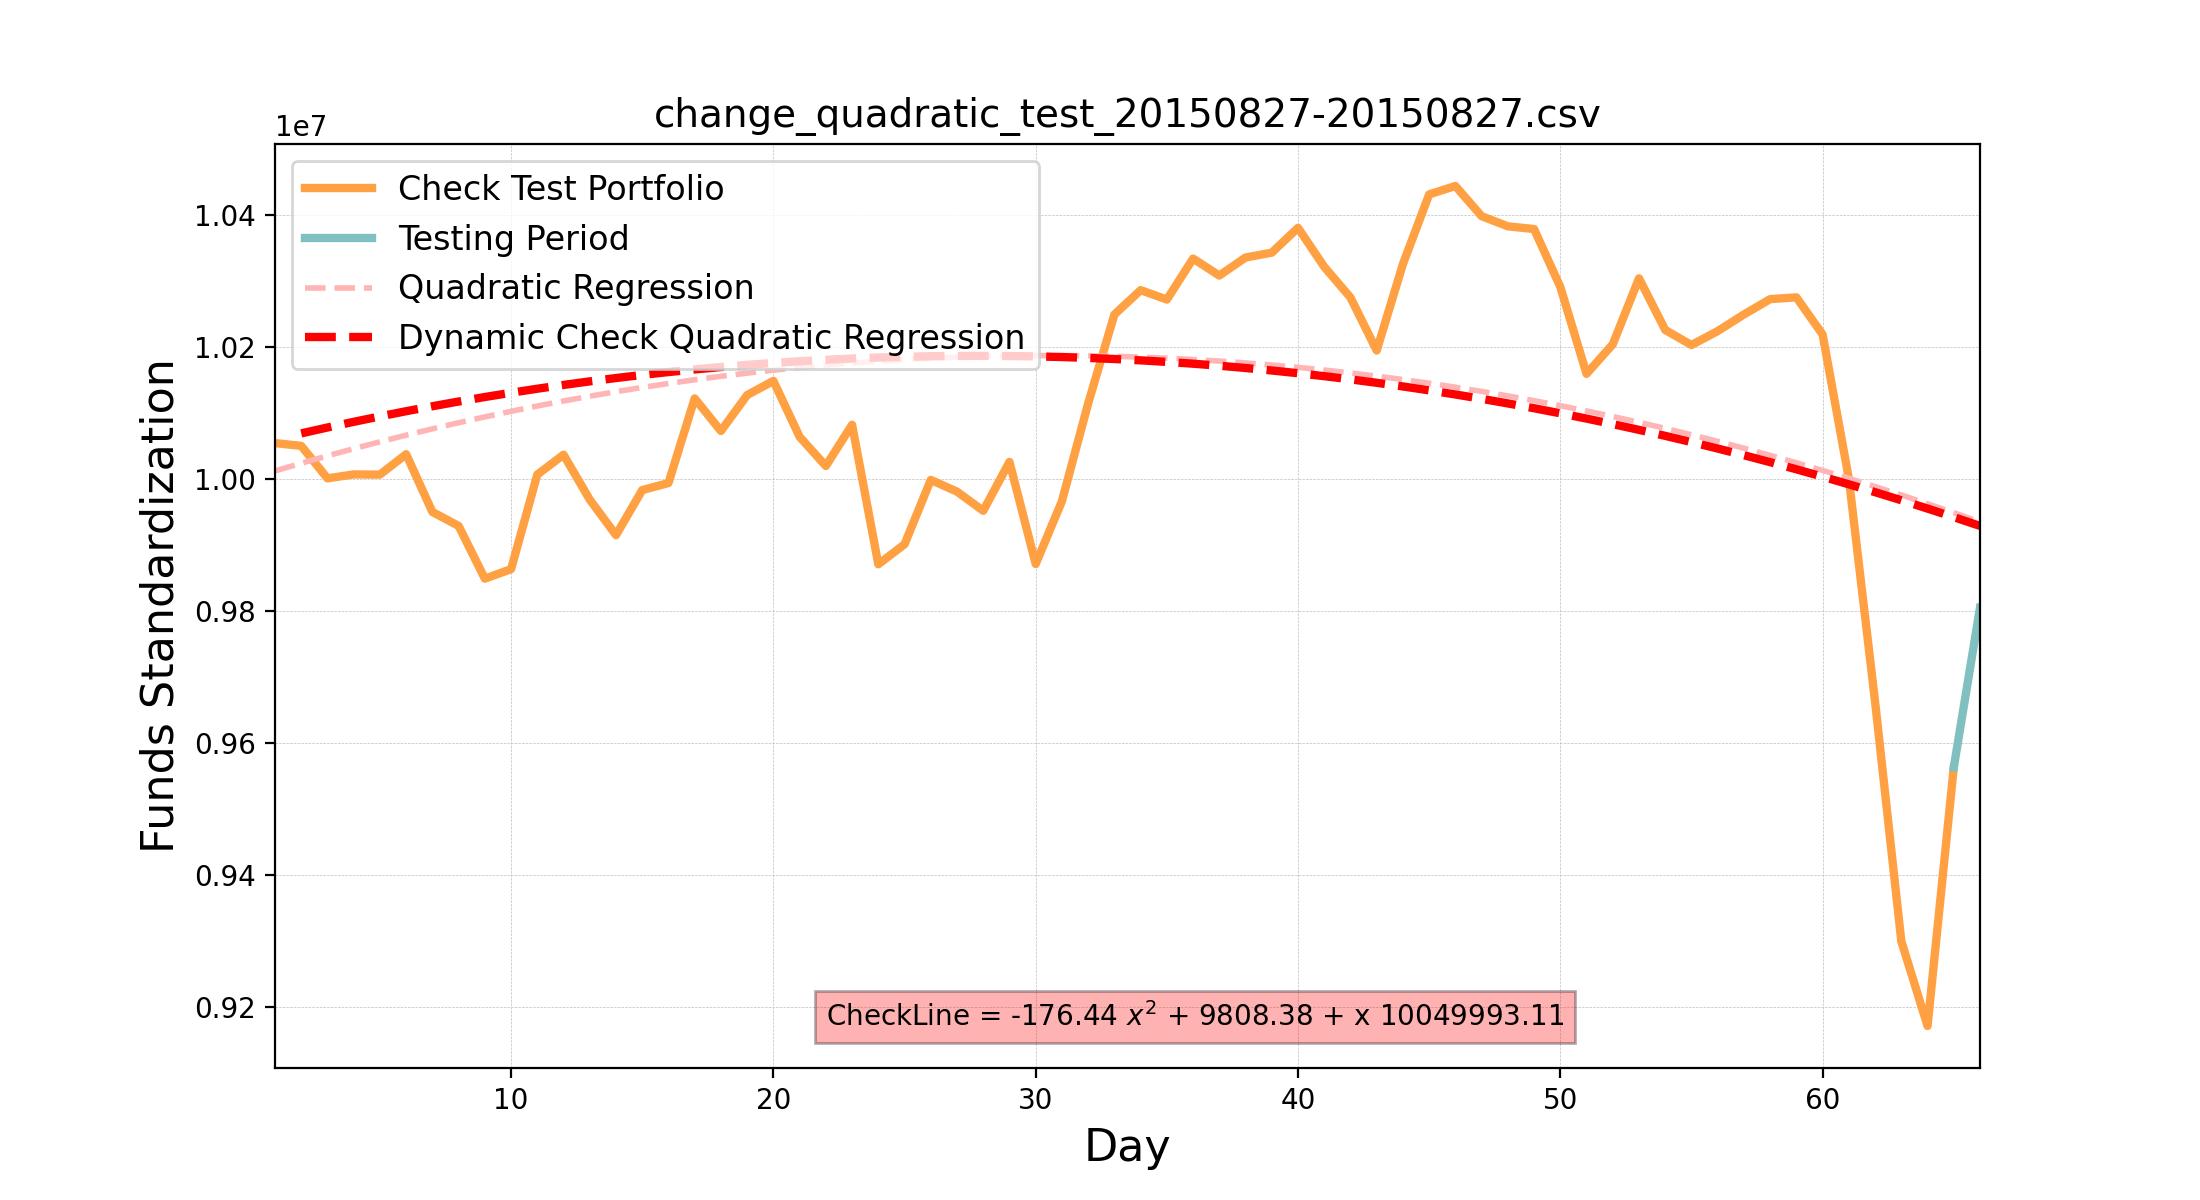 change_quadratic_test_20150827-20150827.csv
1e7
Check Test Portfolio
Testing Period
Quadratic Regression
Dynamic Check Quadratic Regression
1.04
1.02
1.00
0.98
0.96
0.94
0.92
Funds Standardization
CheckLine = -176.44 x² + 9808.38 + x 10049993.11
10 20 30 40 50 60
Day